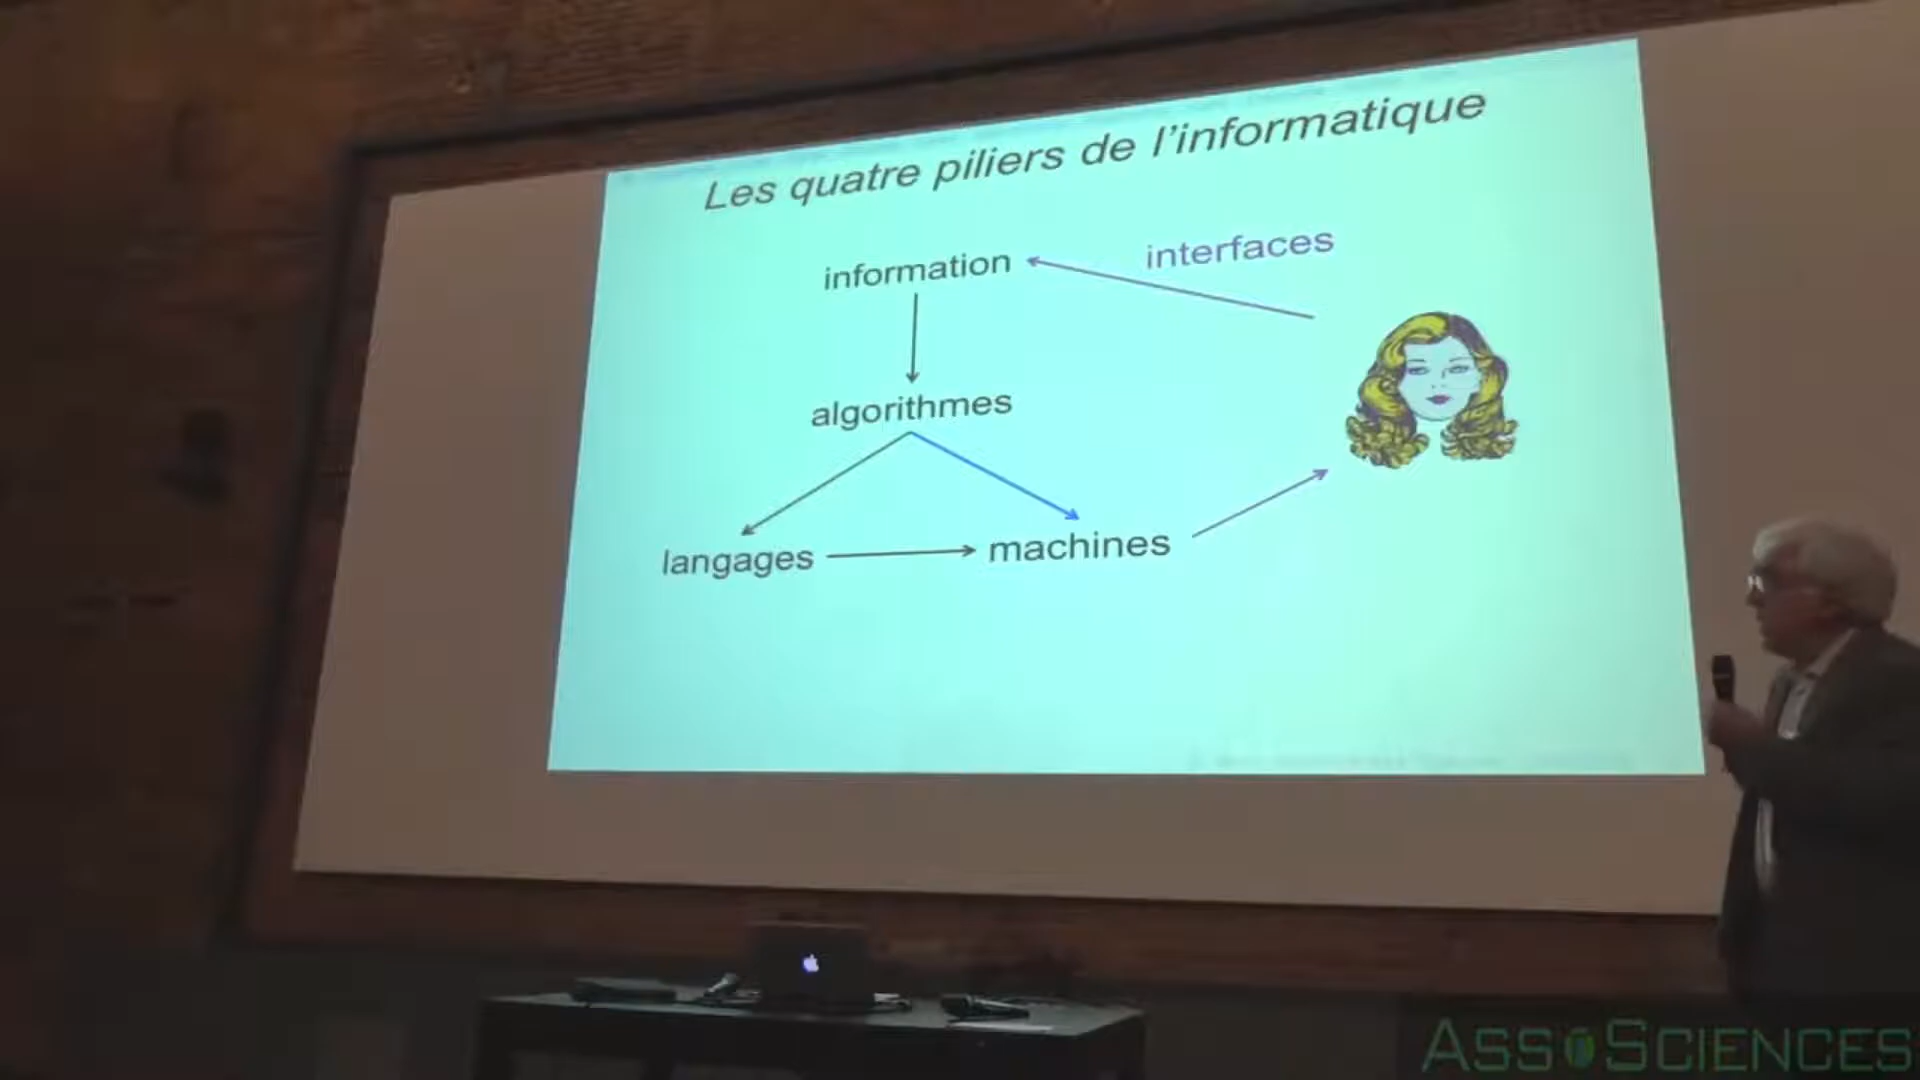 Les quatre piliers de l'informatique
information
interfaces
algorithmes
langages
machines
ASSOSCIENCES